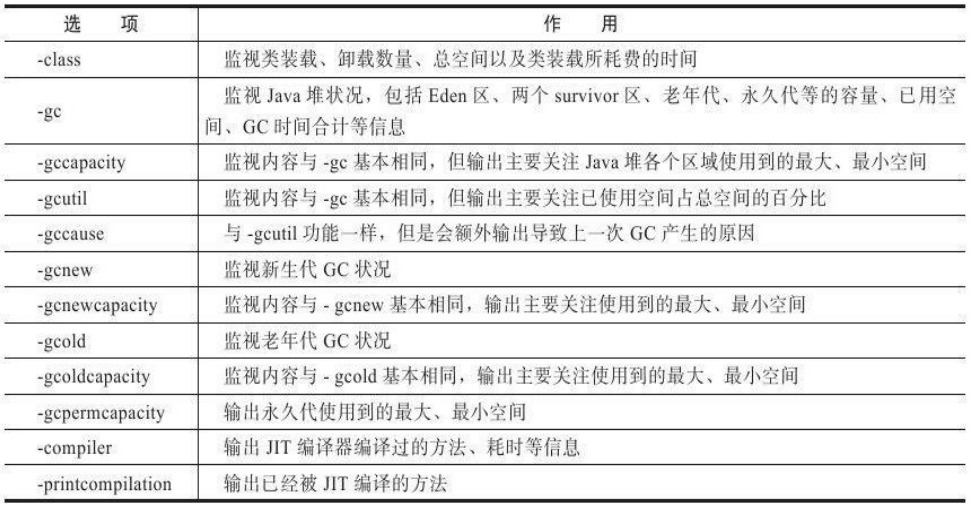 选 项 作 用
-class 监视类装载、卸载数量、总空间以及类装载所耗费的时间
-gc 监视 Java 堆状况，包括 Eden 区、两个 survivor 区、老年代、永久代等的容量、已用空
间、GC 时间合计等信息
-gccapacity 监视内容与 -gc 基本相同，但输出主要关注 Java 堆各个区域使用到的最大、最小空间
-gcutil 监视内容与 -gc 基本相同，但输出主要关注已使用空间占总空间的百分比
-gccause 与 -gcutil 功能一样，但是会额外输出导致上一次 GC 产生的原因
-gcnew 监视新生代 GC 状况
-gcnewcapacity 监视内容与 - gcnew 基本相同，输出主要关注使用到的最大、最小空间
-gcold 监视老年代 GC 状况
-gcoldcapacity 监视内容与 - gcold 基本相同，输出主要关注使用到的最大、最小空间
-gcpermcapacity 输出永久代使用到的最大、最小空间
-compiler 输出 JIT 编译器编译过的方法、耗时等信息
-printcompilation 输出已经被 JIT 编译的方法